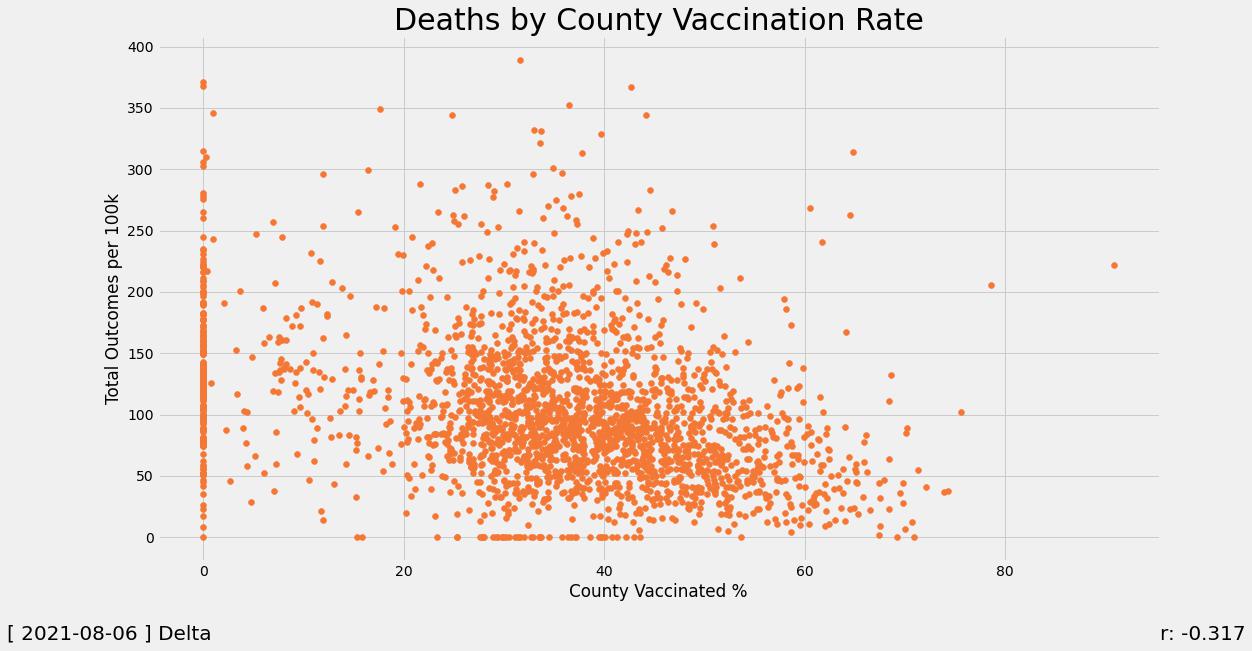 Deaths by County Vaccination Rate
400
350
300
250
200
150
100
50
0
Total Outcomes per 100k
0 20 40 60 80
County Vaccinated %
[ 2021-08-06 ] Delta
r: -0.317